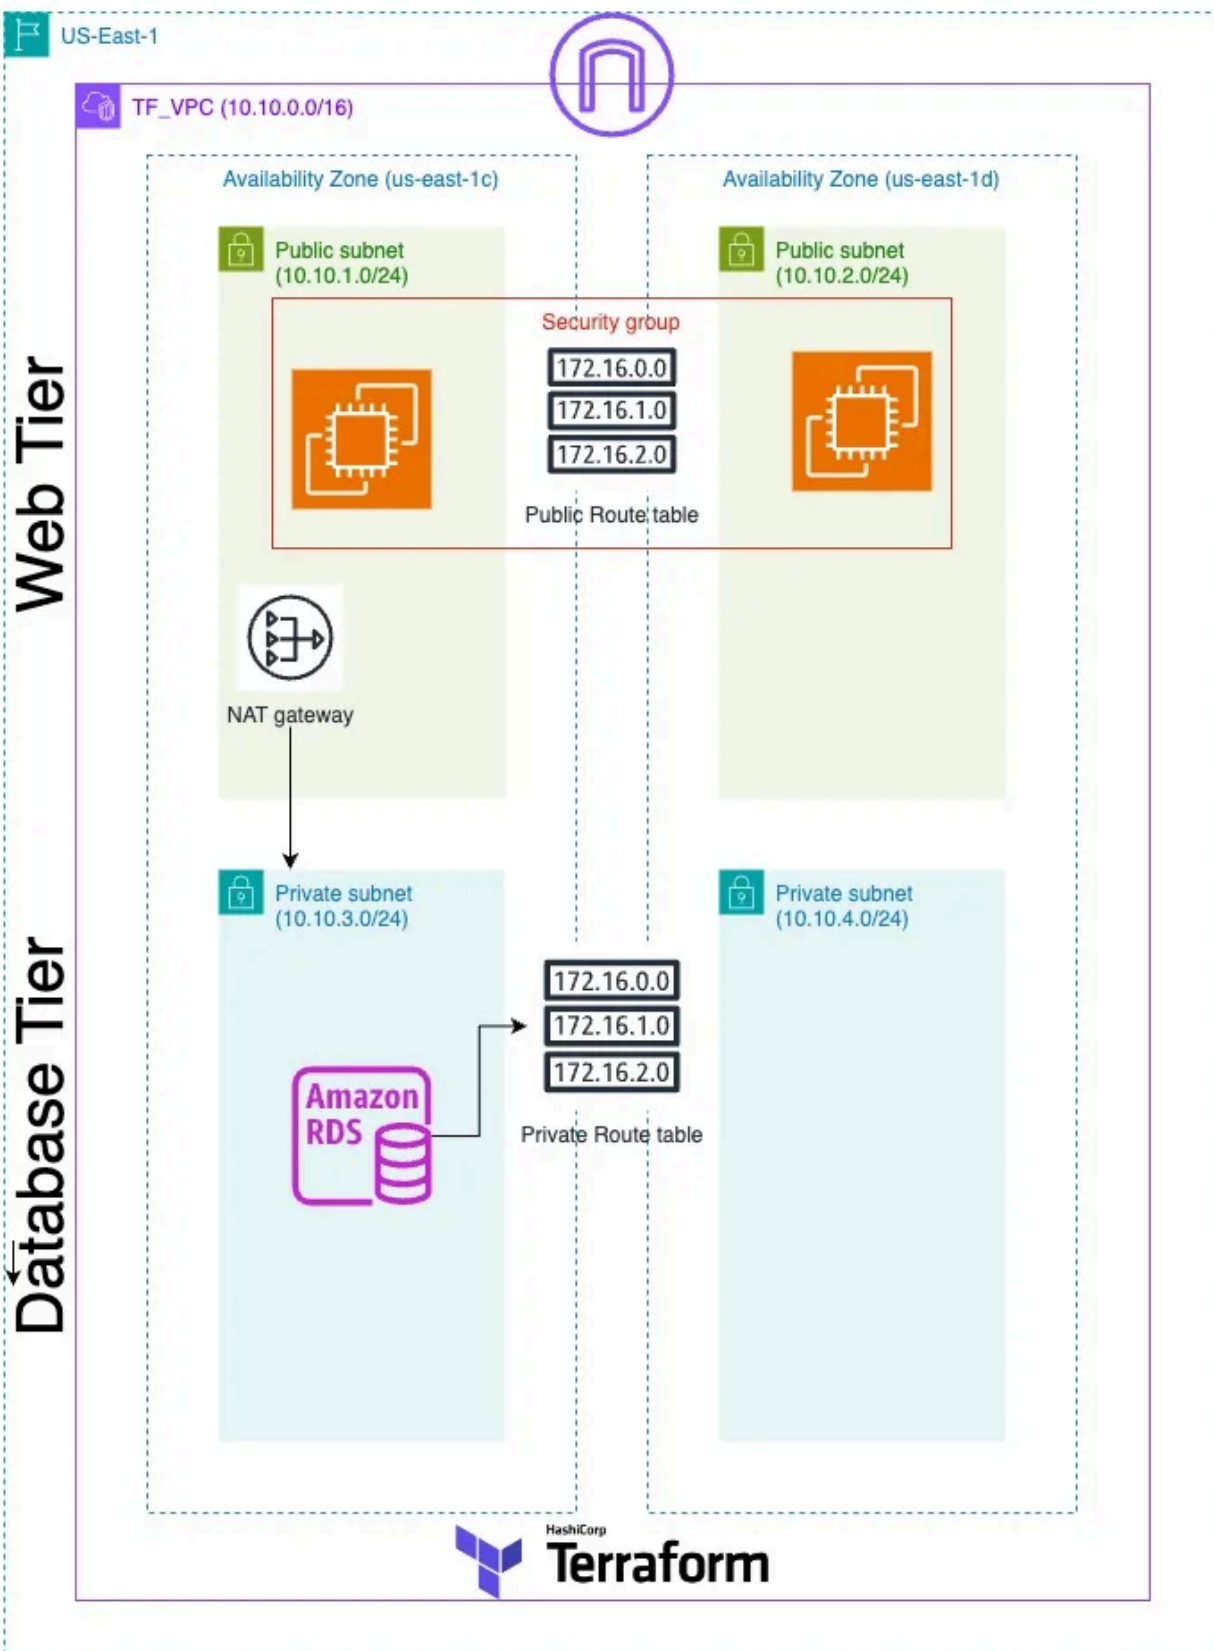 US-East-1
TF_VPC (10.10.0.0/16)
Availability Zone (us-east-1c)
Availability Zone (us-east-1d)
Public subnet
(10.10.1.0/24)
Public subnet
(10.10.2.0/24)
Security group
172.16.0.0
172.16.1.0
172.16.2.0
Public Route table
Web Tier
NAT gateway
Private subnet
(10.10.3.0/24)
Private subnet
(10.10.4.0/24)
172.16.0.0
172.16.1.0
172.16.2.0
Private Route table
Amazon
RDS
Database Tier
HashiCorp
Terraform